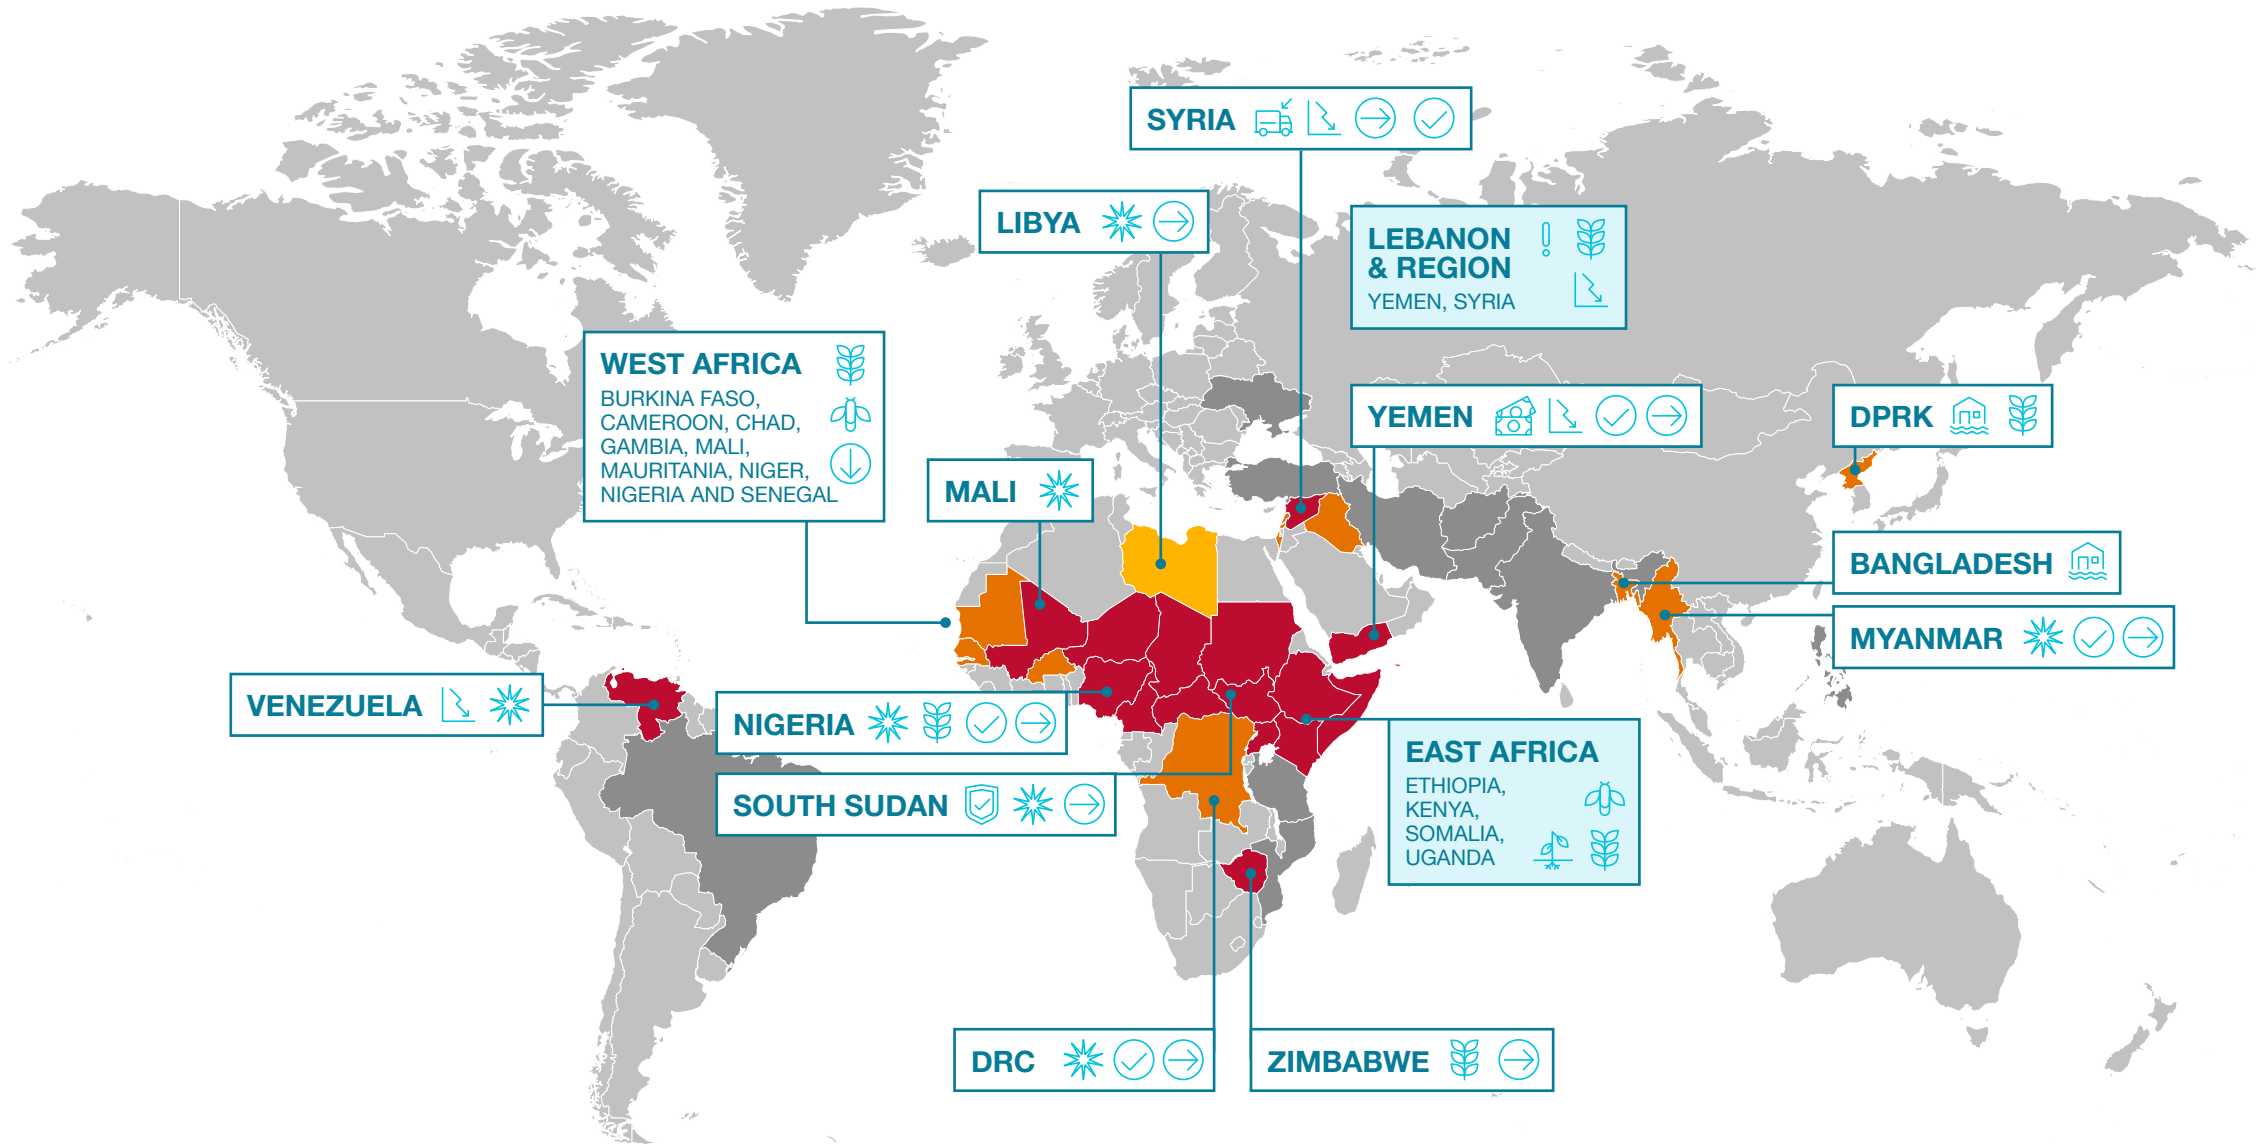 SYRIA
LIBYA
LEBANON
& REGION
YEMEN, SYRIA
WEST AFRICA
BURKINA FASO,
CAMEROON, CHAD,
GAMBIA, MALI,
MAURITANIA, NIGER,
NIGERIA AND SENEGAL
YEMEN
DPRK
MALI
BANGLADESH
MYANMAR
VENEZUELA
NIGERIA
EAST AFRICA
ETHIOPIA,
KENYA,
SOMALIA,
UGANDA
SOUTH SUDAN
DRC
ZIMBABWE